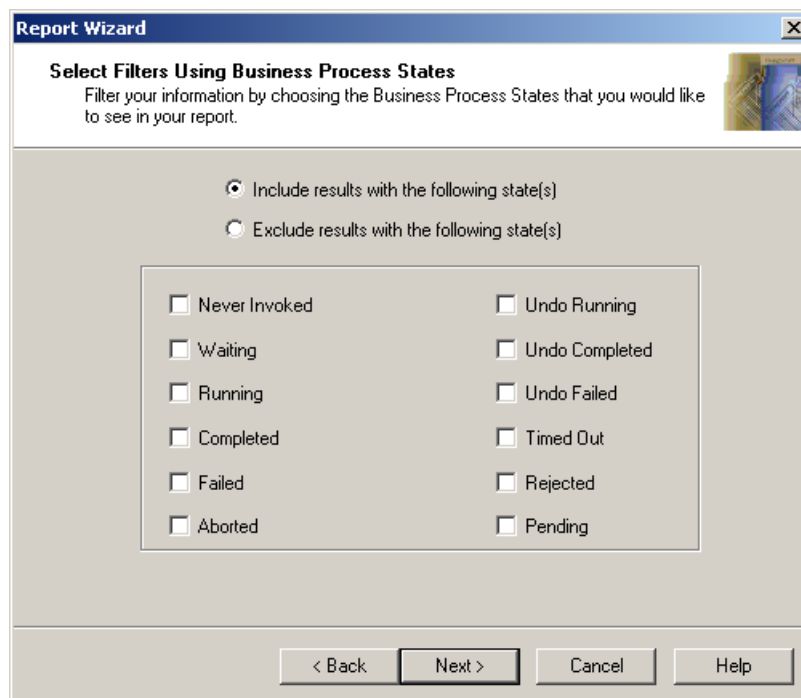 Report Wizard
Select Filters Using Business Process States
Filter your information by choosing the Business Process States that you would like
to see in your report.
Include results with the following state(s)
Exclude results with the following state(s)
Never Invoked
Undo Running
Waiting
Undo Completed
Running
Undo Failed
Completed
Timed Out
Failed
Rejected
Aborted
Pending
< Back
Next >
Cancel
Help